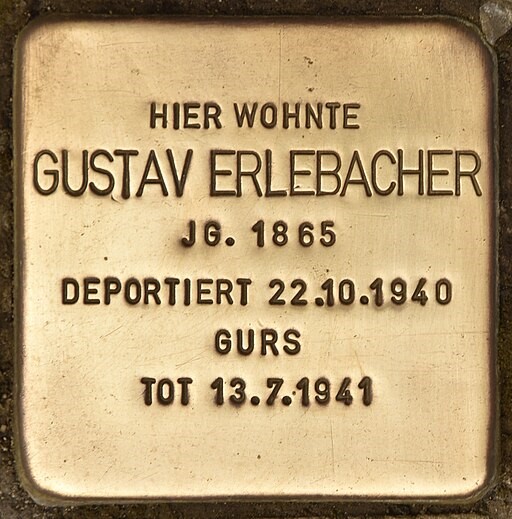 HIER WOHNTE
GUSTAV ERLEBACHER
JG. 1865
DEPORTIERT 22.10.1940
GURS
TOT 13.7.1941